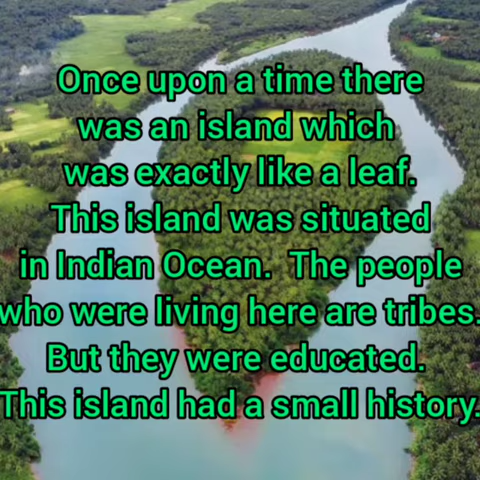 Once upon a time there
was an island which
was exactly like a leaf.
This island was situated
in Indian Ocean. The people
who were living here are tribes.
But they were educated.
This island had a small history.